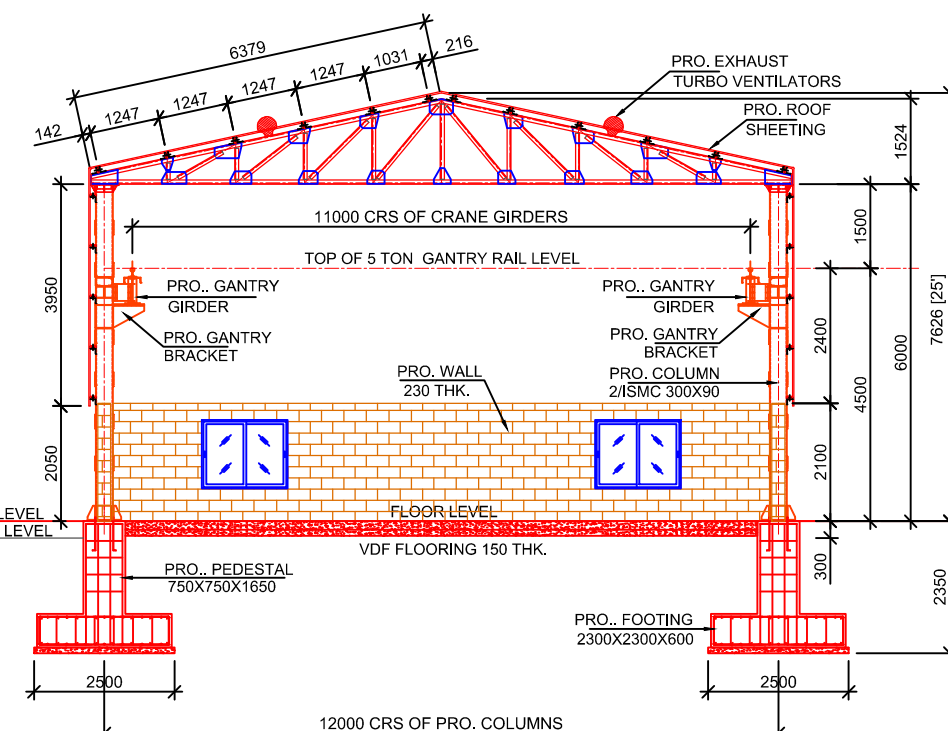 6379
216
1031
1247
1247
1247
1247
142
PRO. EXHAUST
TURBO VENTILATORS
PRO. ROOF
SHEETING
1524
11000 CRS OF CRANE GIRDERS
1500
TOP OF 5 TON  GANTRY RAIL LEVEL
PRO.. GANTRY
GIRDER
PRO. GANTRY
BRACKET
PRO.. GANTRY
GIRDER
PRO. GANTRY
BRACKET
3950
2400
4500
6000
7626 [25']
PRO. WALL
230 THK.
PRO. COLUMN
2/ISMC 300X90
2050
2100
LEVEL
LEVEL
FLOOR LEVEL
VDF FLOORING 150 THK.
300
2350
PRO.. PEDESTAL
750X750X1650
PRO.. FOOTING
2300X2300X600
2500
2500
12000 CRS OF PRO. COLUMNS